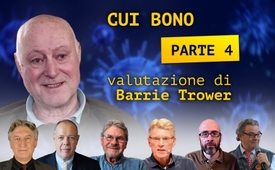 CUI BONO
PARTE 4
valutazione di
Barrie Trower